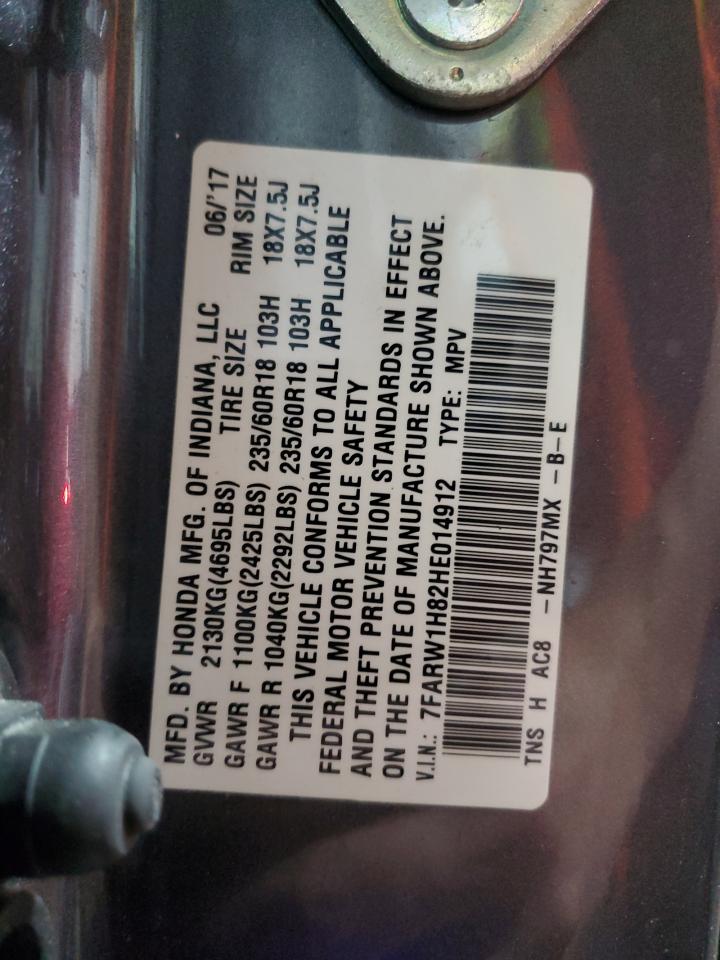 MFD. BY HONDA MFG. OF INDIANA, LLC 06/'17
GVWR 2130KG(4695LBS) TIRE SIZE RIM SIZE
GAWR F 1100KG(2425LBS) 235/60R18 103H 18X7.5J
GAWR R 1040KG(2292LBS) 235/60R18 103H 18X7.5J
THIS VEHICLE CONFORMS TO ALL APPLICABLE
FEDERAL MOTOR VEHICLE SAFETY
AND THEFT PREVENTION STANDARDS IN EFFECT
ON THE DATE OF MANUFACTURE SHOWN ABOVE.
V.I.N.: 7FARW1H82HE014912 TYPE: MPV
TNS H AC8 -NH797MX -B-E